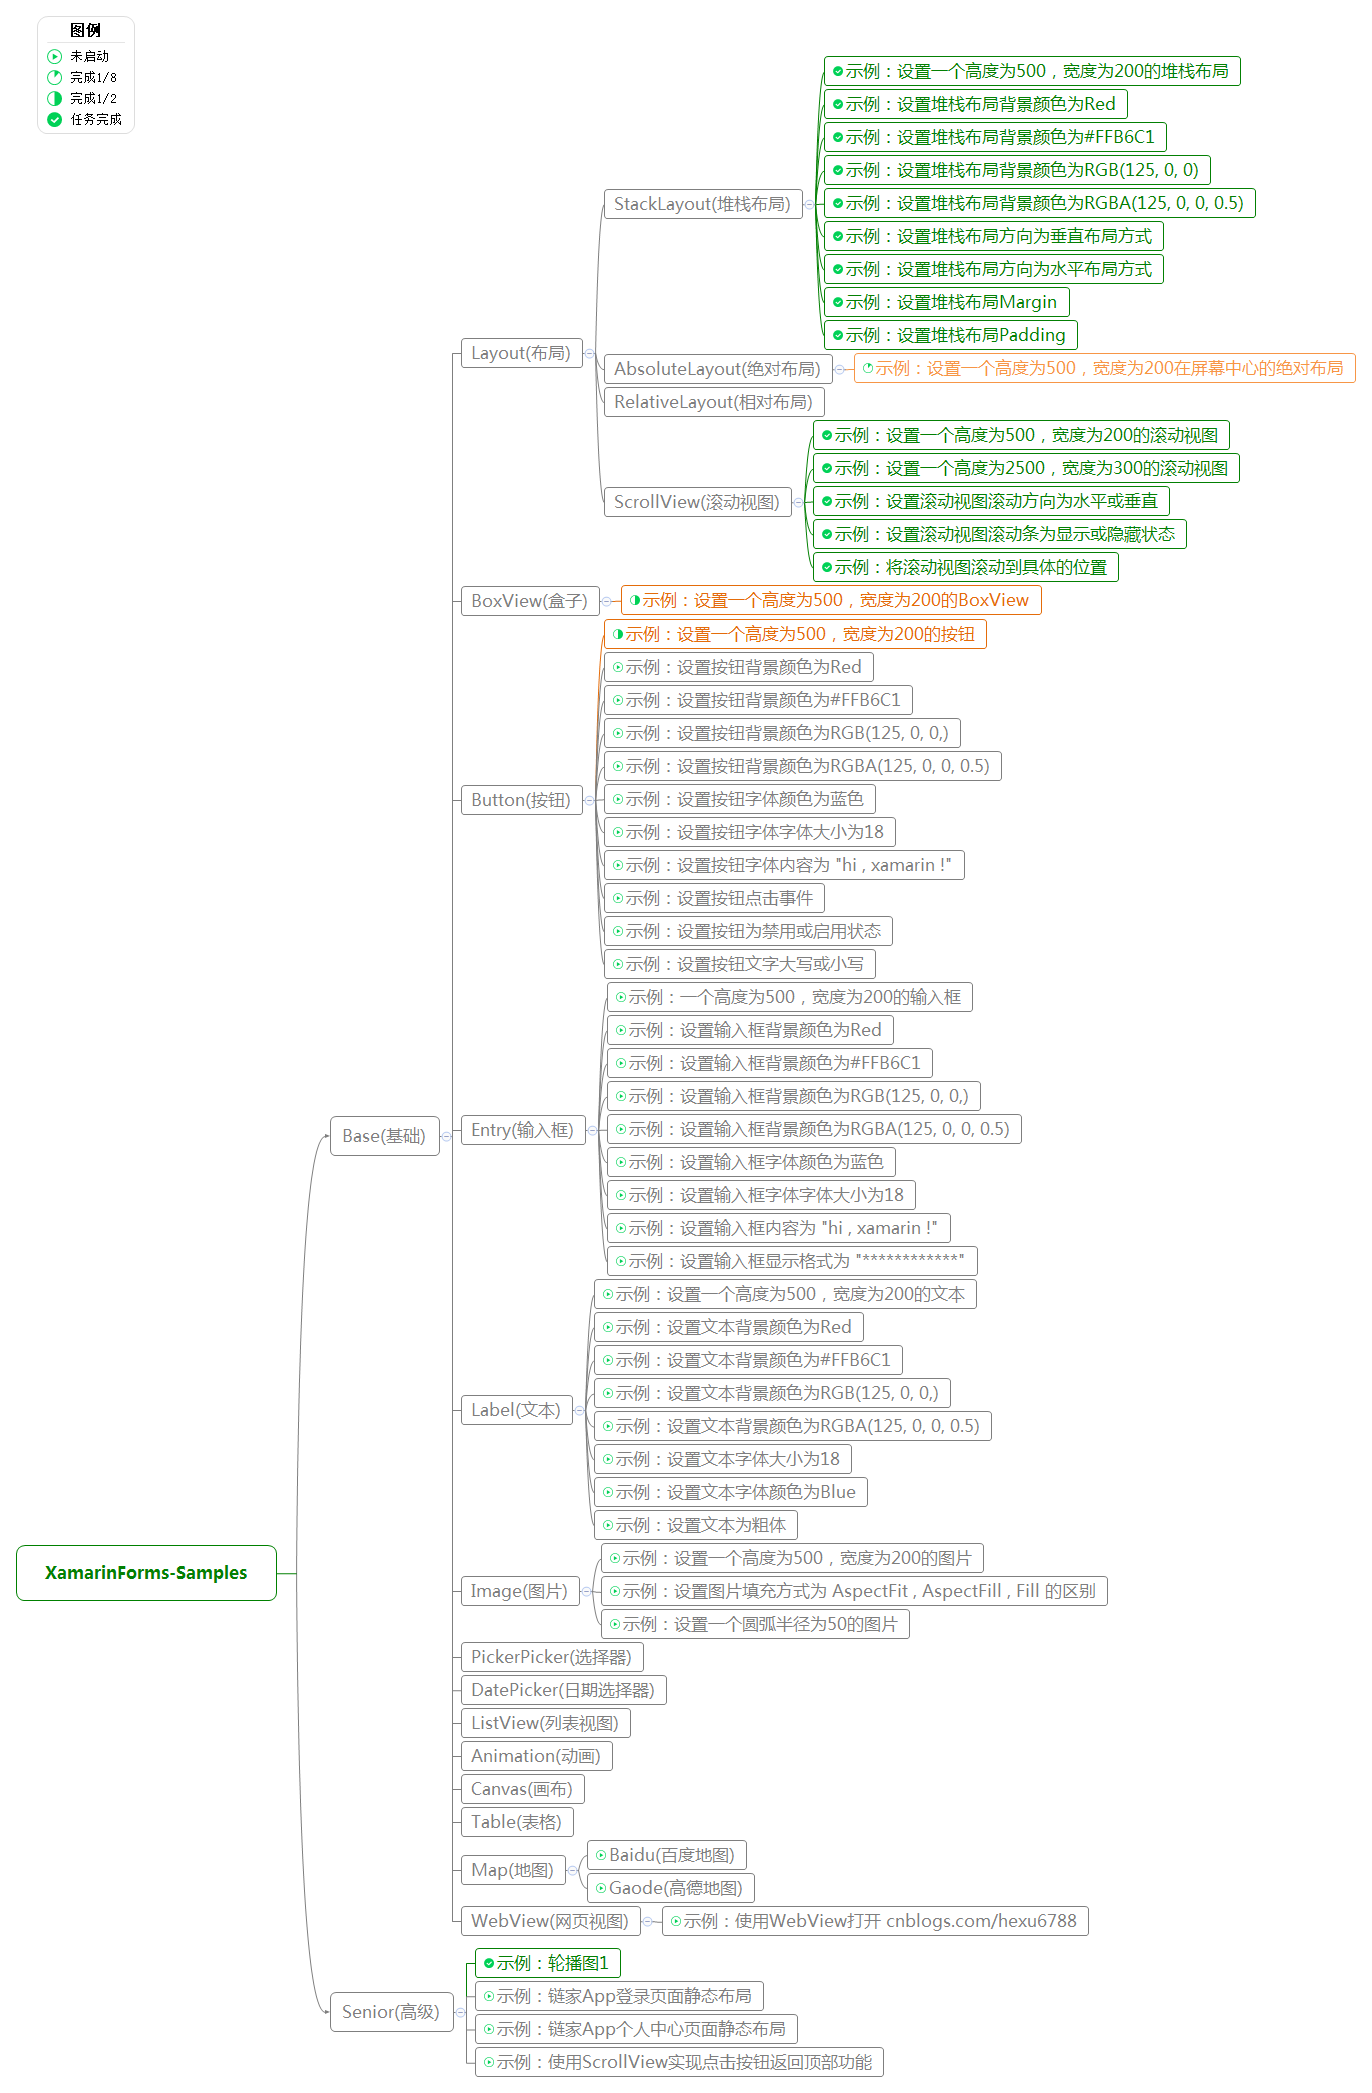 图例
未启动
完成1/8
完成1/2
任务完成
XamarinForms-Samples
Base(基础)
Layout(布局)
StackLayout(堆栈布局)
示例：设置一个高度为500，宽度为200的堆栈布局
示例：设置堆栈布局背景颜色为Red
示例：设置堆栈布局背景颜色为#FFB6C1
示例：设置堆栈布局背景颜色为RGB(125, 0, 0)
示例：设置堆栈布局背景颜色为RGBA(125, 0, 0, 0.5)
示例：设置堆栈布局方向为垂直布局方式
示例：设置堆栈布局方向为水平布局方式
示例：设置堆栈布局Margin
示例：设置堆栈布局Padding
AbsoluteLayout(绝对布局)
示例：设置一个高度为500，宽度为200在屏幕中心的绝对布局
RelativeLayout(相对布局)
ScrollView(滚动视图)
示例：设置一个高度为500，宽度为200的滚动视图
示例：设置一个高度为2500，宽度为300的滚动视图
示例：设置滚动视图滚动方向为水平或垂直
示例：设置滚动视图滚动条为显示或隐藏状态
示例：将滚动视图滚动到具体的位置
BoxView(盒子)
示例：设置一个高度为500，宽度为200的BoxView
Button(按钮)
示例：设置一个高度为500，宽度为200的按钮
示例：设置按钮背景颜色为Red
示例：设置按钮背景颜色为#FFB6C1
示例：设置按钮背景颜色为RGB(125, 0, 0,)
示例：设置按钮背景颜色为RGBA(125, 0, 0, 0.5)
示例：设置按钮字体颜色为蓝色
示例：设置按钮字体字体大小为18
示例：设置按钮字体内容为 "hi , xamarin !"
示例：设置按钮点击事件
示例：设置按钮为禁用或启用状态
示例：设置按钮文字大写或小写
Entry(输入框)
示例：一个高度为500，宽度为200的输入框
示例：设置输入框背景颜色为Red
示例：设置输入框背景颜色为#FFB6C1
示例：设置输入框背景颜色为RGB(125, 0, 0,)
示例：设置输入框背景颜色为RGBA(125, 0, 0, 0.5)
示例：设置输入框字体颜色为蓝色
示例：设置输入框字体字体大小为18
示例：设置输入框内容为 "hi , xamarin !"
示例：设置输入框显示格式为 "************"
Label(文本)
示例：设置一个高度为500，宽度为200的文本
示例：设置文本背景颜色为Red
示例：设置文本背景颜色为#FFB6C1
示例：设置文本背景颜色为RGB(125, 0, 0,)
示例：设置文本背景颜色为RGBA(125, 0, 0, 0.5)
示例：设置文本字体大小为18
示例：设置文本字体颜色为Blue
示例：设置文本为粗体
Image(图片)
示例：设置一个高度为500，宽度为200的图片
示例：设置图片填充方式为 AspectFit , AspectFill , Fill 的区别
示例：设置一个圆弧半径为50的图片
PickerPicker(选择器)
DatePicker(日期选择器)
ListView(列表视图)
Animation(动画)
Canvas(画布)
Table(表格)
Map(地图)
Baidu(百度地图)
Gaode(高德地图)
WebView(网页视图)
示例：使用WebView打开 cnblogs.com/hexu6788
Senior(高级)
示例：轮播图1
示例：链家App登录页面静态布局
示例：链家App个人中心页面静态布局
示例：使用ScrollView实现点击按钮返回顶部功能